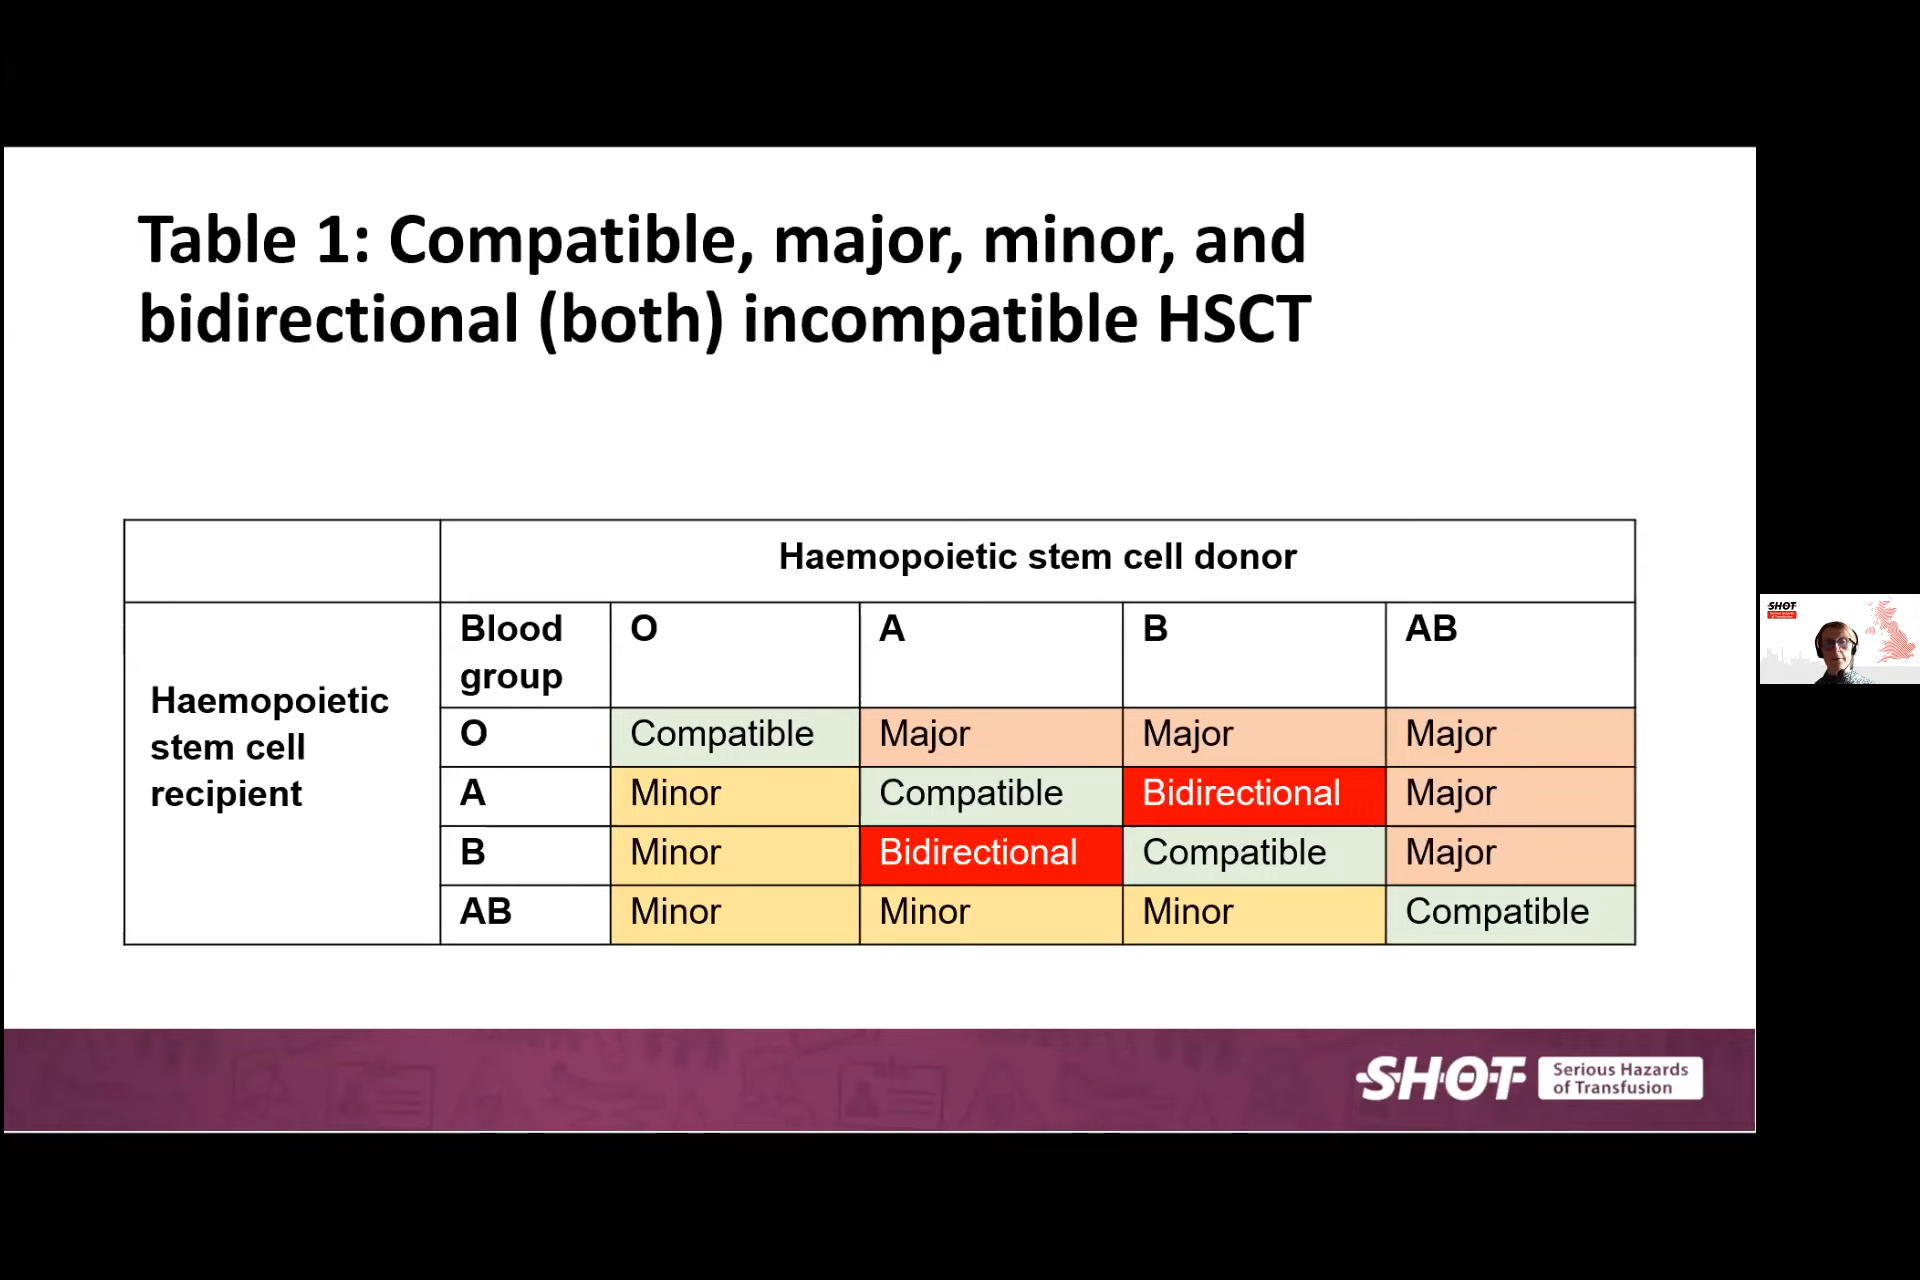 Table 1: Compatible, major, minor, and
bidirectional (both) incompatible HSCT
Haemopoietic stem cell donor
Haemopoietic
stem cell
recipient
Blood
group
O
A
B
AB
O
Compatible
Major
Major
Major
A
Minor
Compatible
Bidirectional
Major
B
Minor
Bidirectional
Compatible
Major
AB
Minor
Minor
Minor
Compatible
SHOT
Serious Hazards
of Transfusion
SHOT